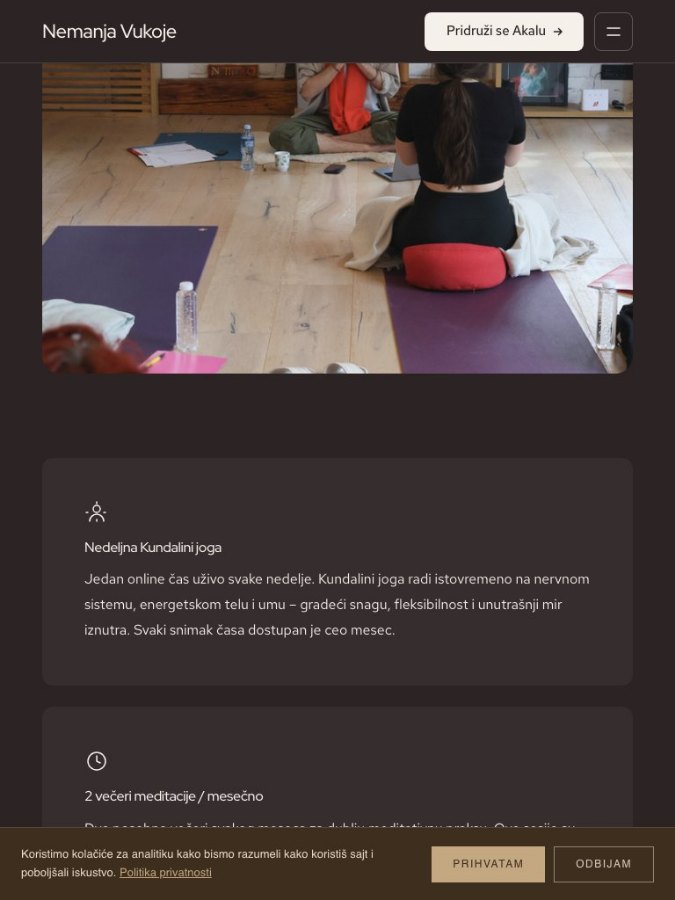 Nemanja Vukoje
Pridruži se Akalu →
Nedeljna Kundalini joga
Jedan online čas uživo svake nedelje. Kundalini joga radi istovremeno na nervnom
sistemu, energetskom telu i umu – gradeći snagu, fleksibilnost i unutrašnji mir
iznutra. Svaki snimak časa dostupan je ceo mesec.
2 večeri meditacije / mesečno
Koristimo kolačiće za analitiku kako bismo razumeli kako koristiš sajt i
poboljšali iskustvo. Politika privatnosti
PRIHVATAM
ODBIJAM